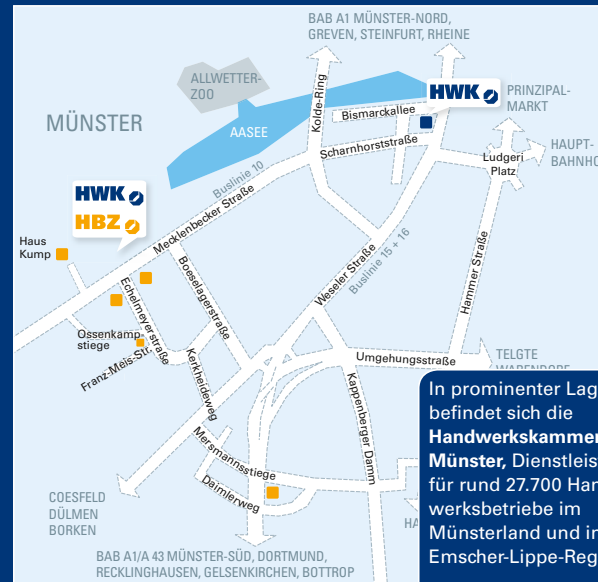 BAB A1 MÜNSTER-NORD,
GREVEN, STEINFURT, RHEINE
ALLWETTER-
ZOO
MÜNSTER
AASEE
Kolde-Ring
Bismarckallee
HWK
PRINZIPAL-
MARKT
Scharnhorststraße
Ludgeri
Platz
HAUPT-
Buslinie 10
Mecklenbecker Straße
HWK
HBZ
Haus
Kump
Weseler Straße
Buslinie 15 + 16
Hammer Straße
Echelmeyerstraße
Boeselagerstraße
Ossenkamp
stiege
Franz-Meis-Str.
Kerkheideweg
Umgehungsstraße
TELGTE
WARENDORF
Kappenberger Damm
Mersmannsstiege
Daimlerweg
COESFELD
DÜLMEN
BORKEN
BAB A1/A 43 MÜNSTER-SÜD, DORTMUND,
RECKLINGHAUSEN, GELSENKIRCHEN, BOTTROP
In prominenter Lag
befindet sich die
Handwerkskammer
Münster, Dienstleis
für rund 27.700 Han
werksbetriebe im
Münsterland und in
Emscher-Lippe-Reg